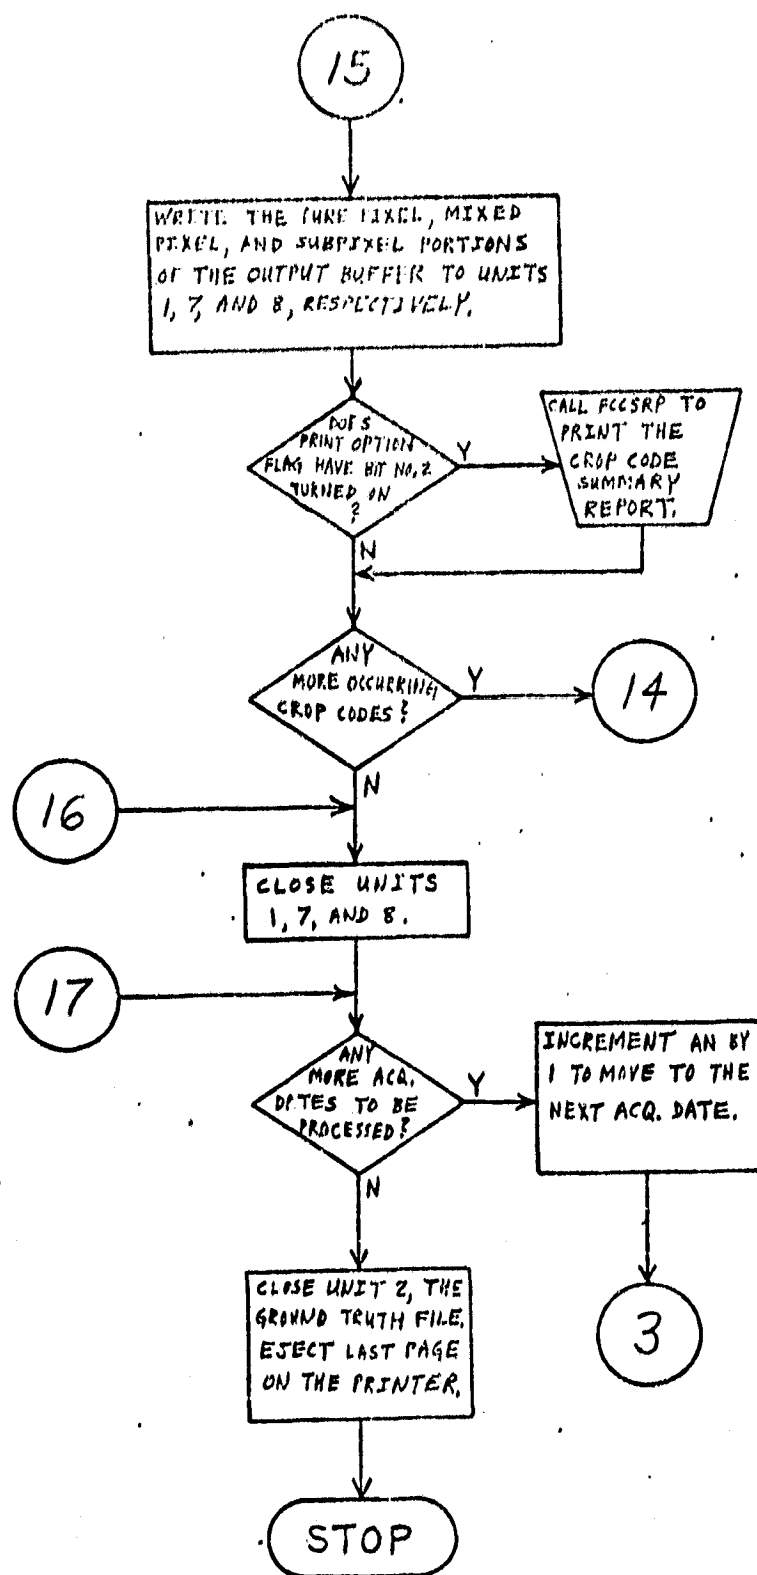 15
WRITE THE PURE PIXEL, MIXED
PIXEL, AND SUBPIXEL PORTIONS
OF THE OUTPUT BUFFER TO UNITS
1, 7, AND 8, RESPECTIVELY.
DOES
PRINT OPTION
FLAG HAVE BIT NO. 2
TURNED ON
?
Y
CALL FCCSRP TO
PRINT THE
CROP CODE
SUMMARY
REPORT.
N
ANY
MORE OCCURRING
CROP CODES?
Y
14
N
16
CLOSE UNITS
1, 7, AND 8.
17
ANY
MORE ACQ.
DATES TO BE
PROCESSED?
Y
INCREMENT AN BY
1 TO MOVE TO THE
NEXT ACQ. DATE.
N
3
CLOSE UNIT 2, THE
GROUND TRUTH FILE.
EJECT LAST PAGE
ON THE PRINTER.
STOP